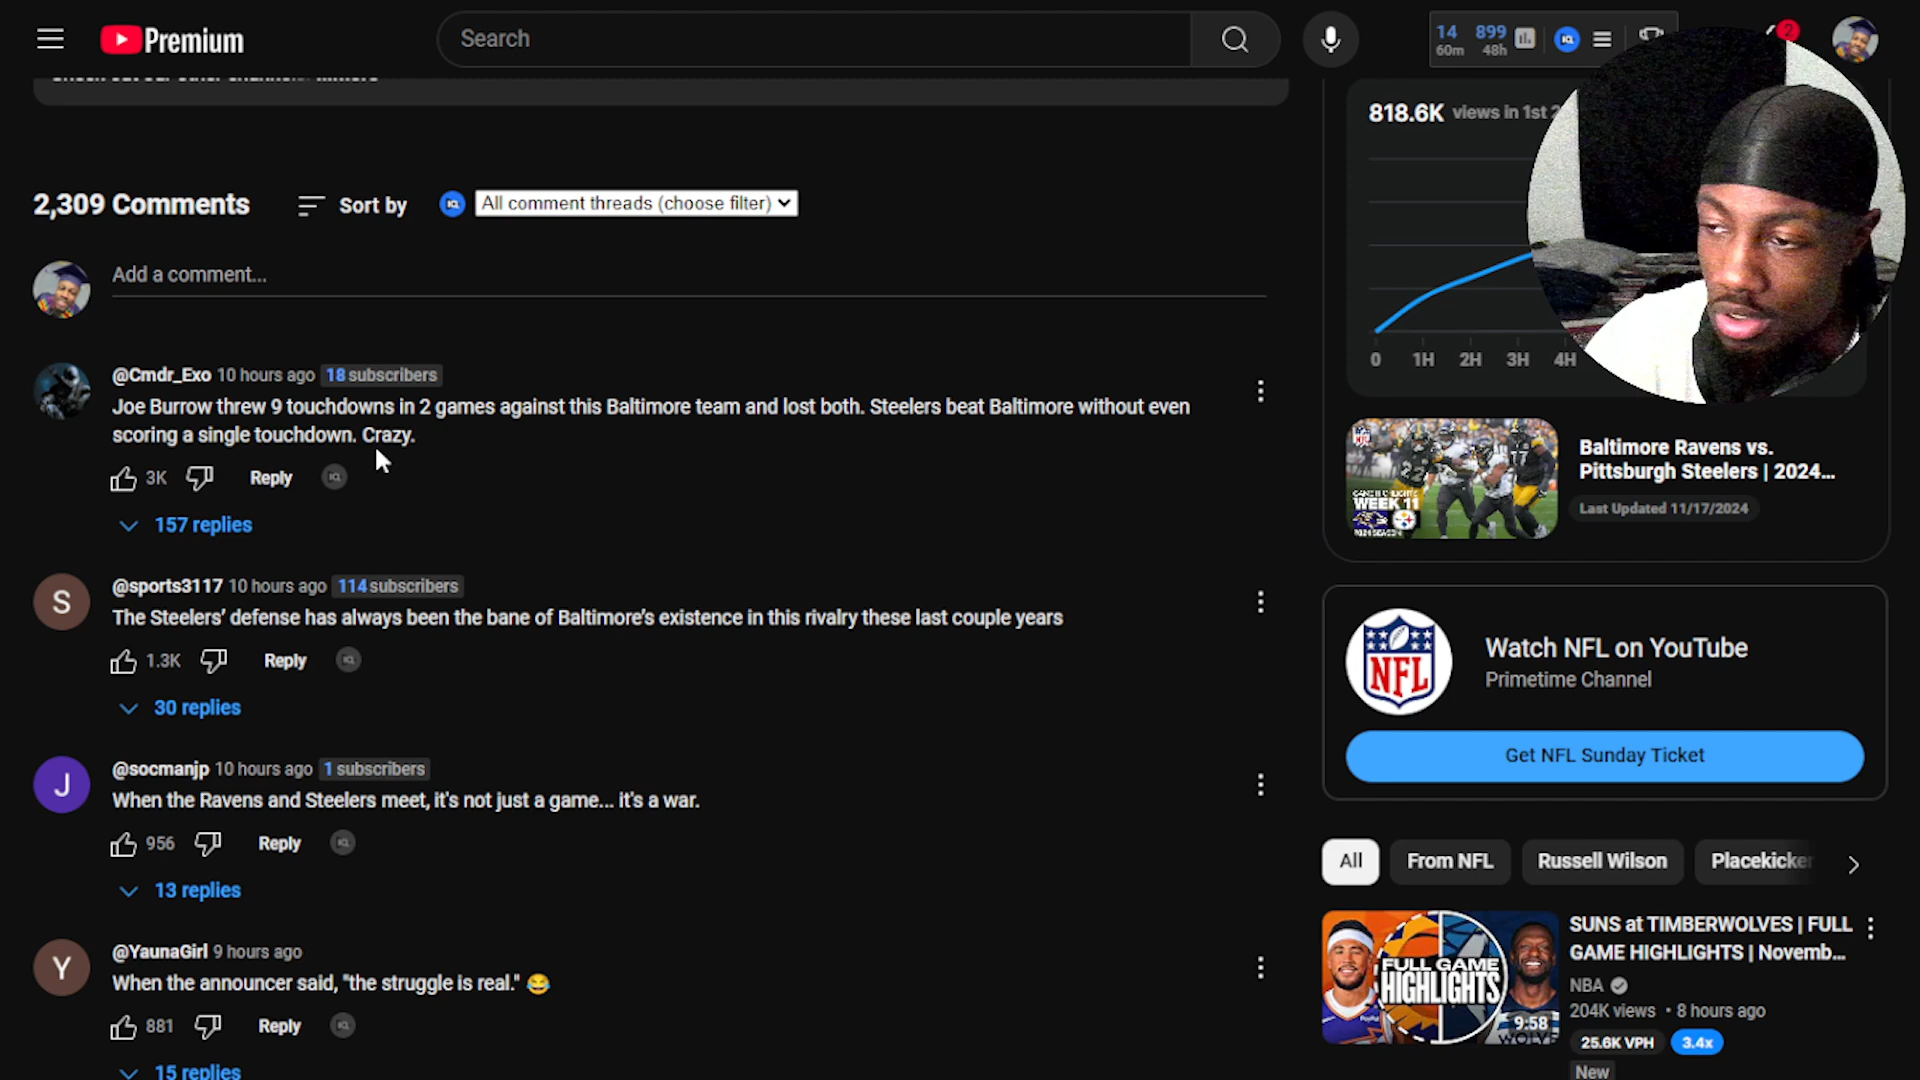 Premium
Search
14 899
60m 48h
2
2,309 Comments
Sort by
All comment threads (choose filter)
Add a comment...
@Cmdr_Exo 10 hours ago 18 subscribers
Joe Burrow threw 9 touchdowns in 2 games against this Baltimore team and lost both. Steelers beat Baltimore without even
scoring a single touchdown. Crazy.
3K Reply
157 replies
S
@sports3117 10 hours ago 114 subscribers
The Steelers’ defense has always been the bane of Baltimore’s existence in this rivalry these last couple years
1.3K Reply
30 replies
J
@socmanjp 10 hours ago 1 subscribers
When the Ravens and Steelers meet, it's not just a game... it's a war.
956 Reply
13 replies
Y
@YaunaGirl 9 hours ago
When the announcer said, "the struggle is real." 😂
881 Reply
15 replies
818.6K views in 1st
0 1H 2H 3H 4H
GAME HIGHLIGHTS
WEEK 11
2024 SEASON
Baltimore Ravens vs.
Pittsburgh Steelers | 2024...
Last Updated 11/17/2024
NFL
Watch NFL on YouTube
Primetime Channel
Get NFL Sunday Ticket
All From NFL Russell Wilson Placekicker
FULL GAME
HIGHLIGHTS
9:58
SUNS at TIMBERWOLVES | FULL
GAME HIGHLIGHTS | Novemb...
NBA
204K views • 8 hours ago
25.6K VPH 3.4x
New